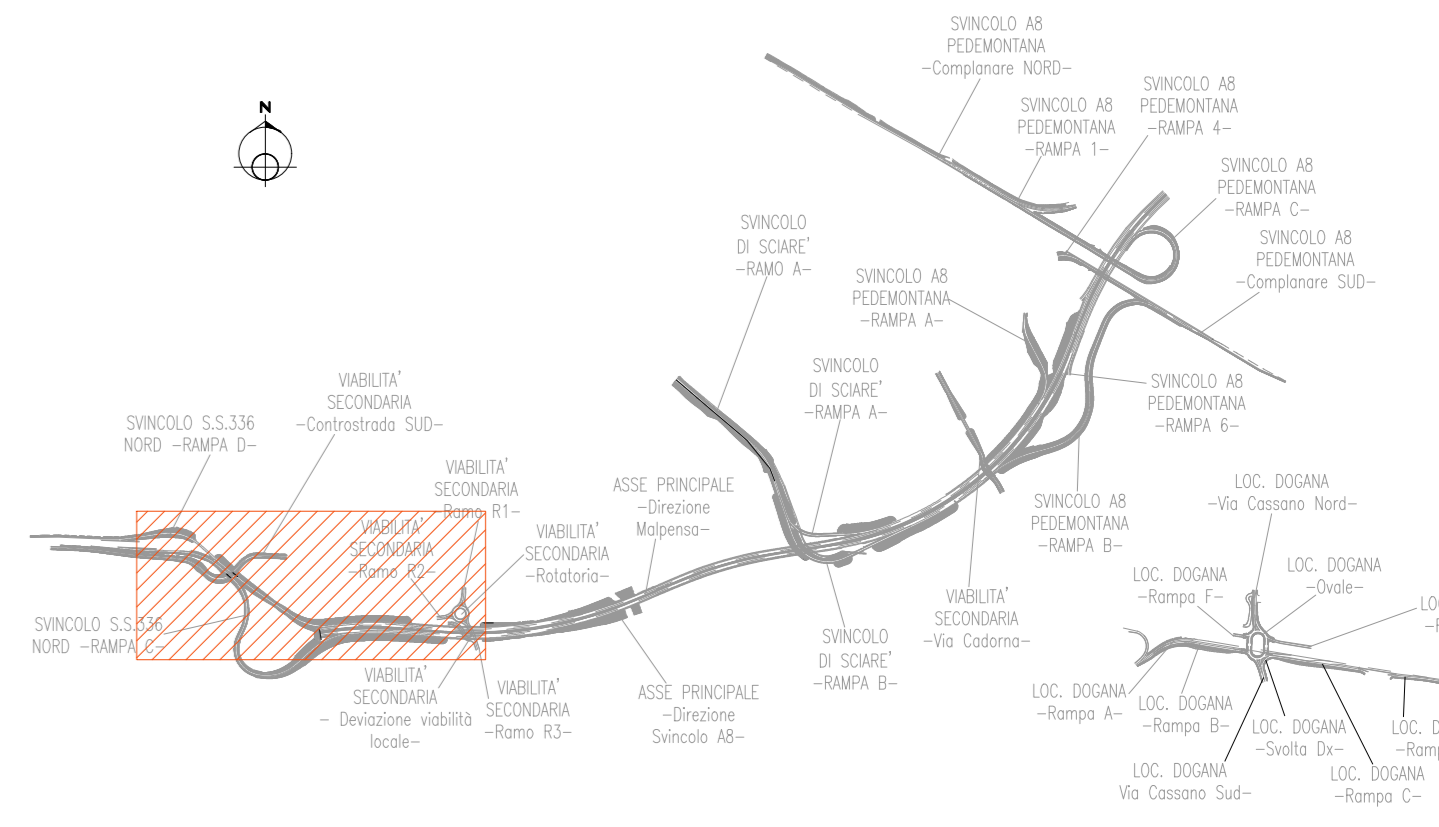 SVINCOLO A8
PEDEMONTANA
-Complanare NORD-
SVINCOLO A8
PEDEMONTANA
-RAMPA 4-
SVINCOLO A8
PEDEMONTANA
-RAMPA 1-
N
SVINCOLO A8
PEDEMONTANA
-RAMPA C-
SVINCOLO
DI SCIARE'
-RAMO A-
SVINCOLO A8
PEDEMONTANA
-Complanare SUD-
SVINCOLO A8
PEDEMONTANA
-RAMPA A-
SVINCOLO
DI SCIARE'
-RAMPA A-
VIABILITA'
SECONDARIA
-Controstrada SUD-
SVINCOLO A8
PEDEMONTANA
-RAMPA 6-
SVINCOLO S.S.336
NORD -RAMPA D-
VIABILITA'
SECONDARIA
-Ramo R1-
ASSE PRINCIPALE
-Direzione
Malpensa-
LOC. DOGANA
-Via Cassano Nord-
SVINCOLO A8
PEDEMONTANA
-RAMPA B-
VIABILITA'
SECONDARIA
-Ramo R2-
VIABILITA'
SECONDARIA
-Rotatoria-
LOC. DOGANA
-Rampa F-
LOC. DOGANA
-Ovale-
VIABILITA'
SECONDARIA
-Via Cadorna-
SVINCOLO S.S.336
NORD -RAMPA C-
SVINCOLO
DI SCIARE'
-RAMPA B-
VIABILITA'
SECONDARIA
- Deviazione viabilità
locale-
VIABILITA'
SECONDARIA
-Ramo R3-
ASSE PRINCIPALE
-Direzione
Svincolo A8-
LOC. DOGANA
-Rampa A-
LOC. DOGANA
-Rampa B-
LOC. DOGANA
-Svolta Dx-
LOC. D
-Ramp
LOC. DOGANA
Via Cassano Sud-
LOC. DOGANA
-Rampa C-